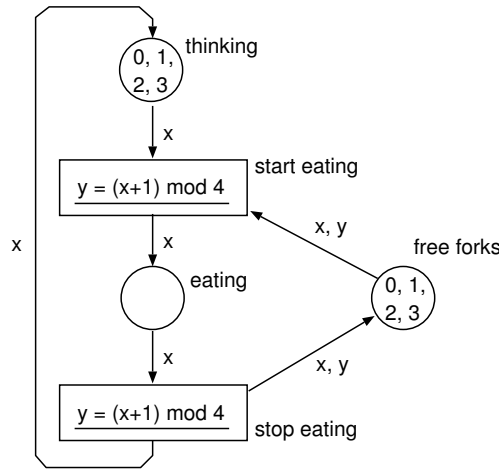 thinking
0, 1,
2, 3
x
start eating
y = (x+1) mod 4
x, y
x
x
free forks
eating
0, 1,
2, 3
x
x, y
y = (x+1) mod 4
stop eating